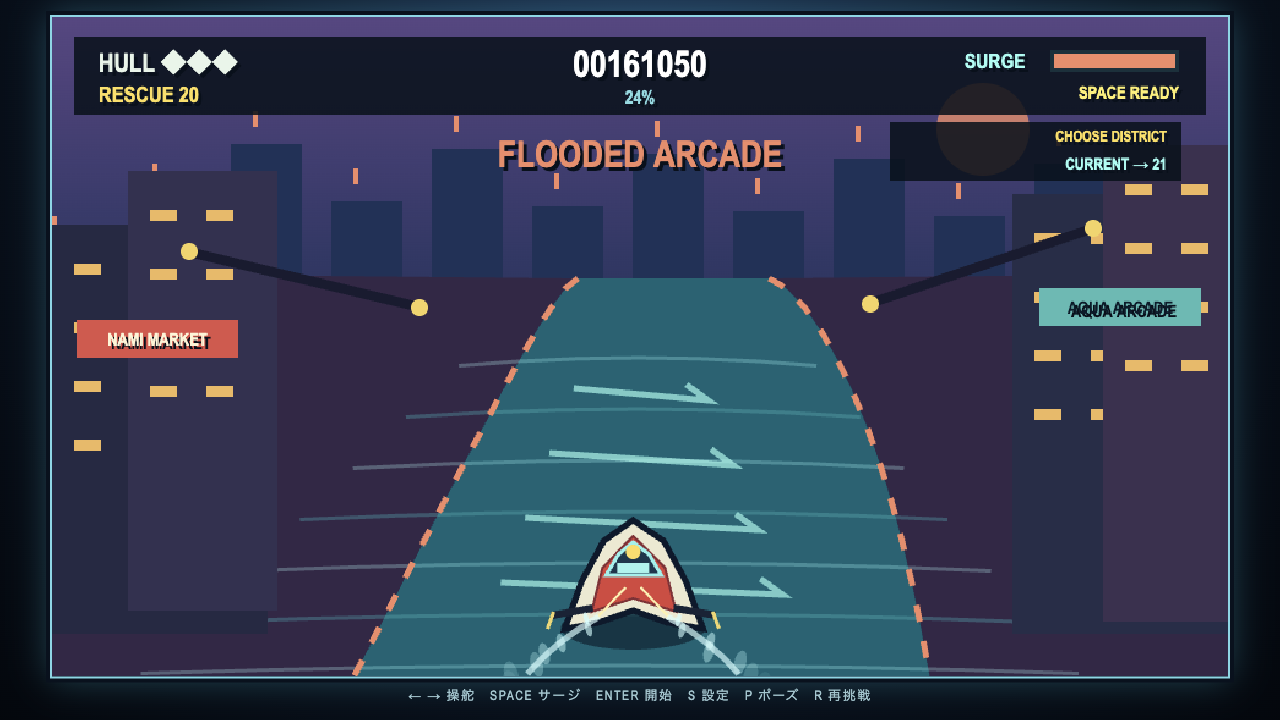 HULL
RESCUE 20
00161050
24%
SURGE
SPACE READY
CHOOSE DISTRICT
CURRENT → 21
FLOODED ARCADE
NAMI MARKET
AQUA ARCADE
← → 操舵 SPACE サージ ENTER 開始 S 設定 P ポーズ R 再挑戦